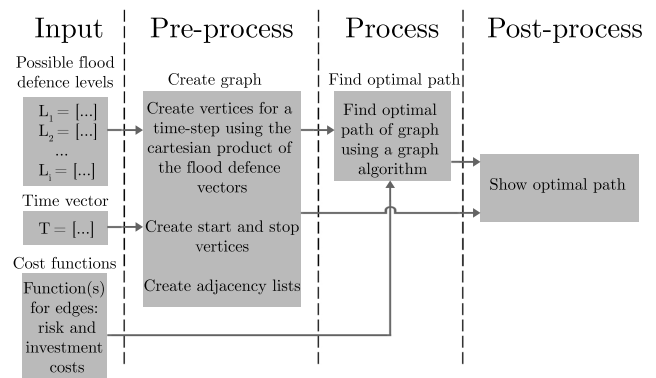 Input
Pre-process
Process
Post-process
Possible flood
defence levels
L₁ = [...]
L₂ = [...]
...
Lᵢ = [...]
Time vector
T = [...]
Cost functions
Function(s)
for edges:
risk and
investment
costs
Create graph
Create vertices for a
time-step using the
cartesian product of
the flood defence
vectors
Create start and stop
vertices
Create adjacency lists
Find optimal path
Find optimal
path of graph
using a graph
algorithm
Show optimal path